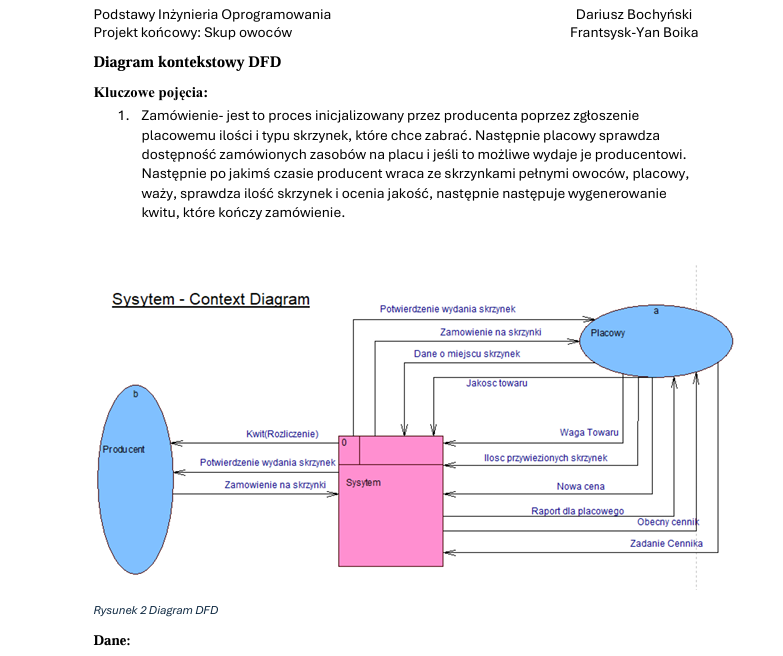 Podstawy Inżynieria Oprogramowania
Dariusz Bochyński
Projekt końcowy: Skup owoców
Frantsysk-Yan Boika
Diagram kontekstowy DFD
Kluczowe pojęcia:
1. Zamówienie- jest to proces inicjalizowany przez producenta poprzez zgłoszenie
placowemu ilości i typu skrzynek, które chce zabrać. Następnie placowy sprawdza
dostępność zamówionych zasobów na placu i jeśli to możliwe wydaje je producentowi.
Następnie po jakimś czasie producent wraca ze skrzynkami pełnymi owoców, placowy,
waży, sprawdza ilość skrzynek i ocenia jakość, następnie następuje wygenerowanie
kwitu, które kończy zamówienie.
Sysytem - Context Diagram
Potwierdzenie wydania skrzynek
a
Zamowienie na skrzynki
Placowy
Dane o miejscu skrzynek
Jakosc towaru
b
Kwit(Rozliczenie)
0
Waga Towaru
Producent
Potwierdzenie wydania skrzynek
Ilosc przywiezionych skrzynek
Zamowienie na skrzynki
Sysytem
Nowa cena
Raport dla placowego
Obecny cennik
Zadanie Cennika
Rysunek 2 Diagram DFD
Dane: